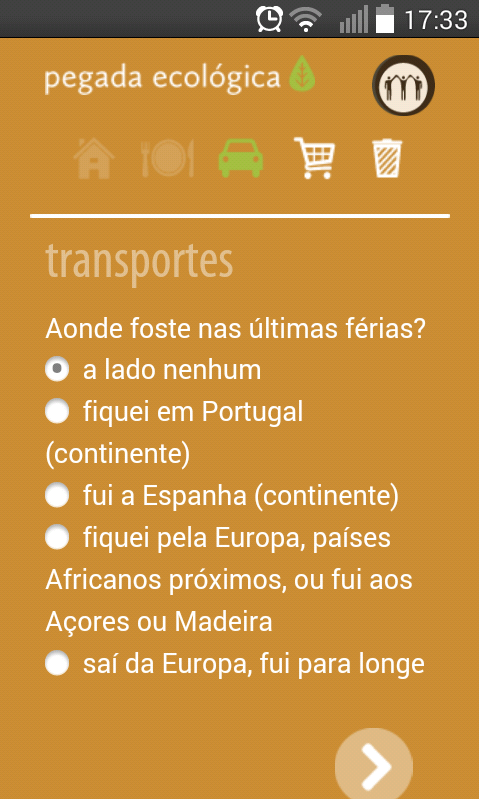 17:33
pegada ecológica
transportes
Aonde foste nas últimas férias?
a lado nenhum
fiquei em Portugal
(continente)
fui a Espanha (continente)
fiquei pela Europa, países
Africanos próximos, ou fui aos
Açores ou Madeira
saí da Europa, fui para longe